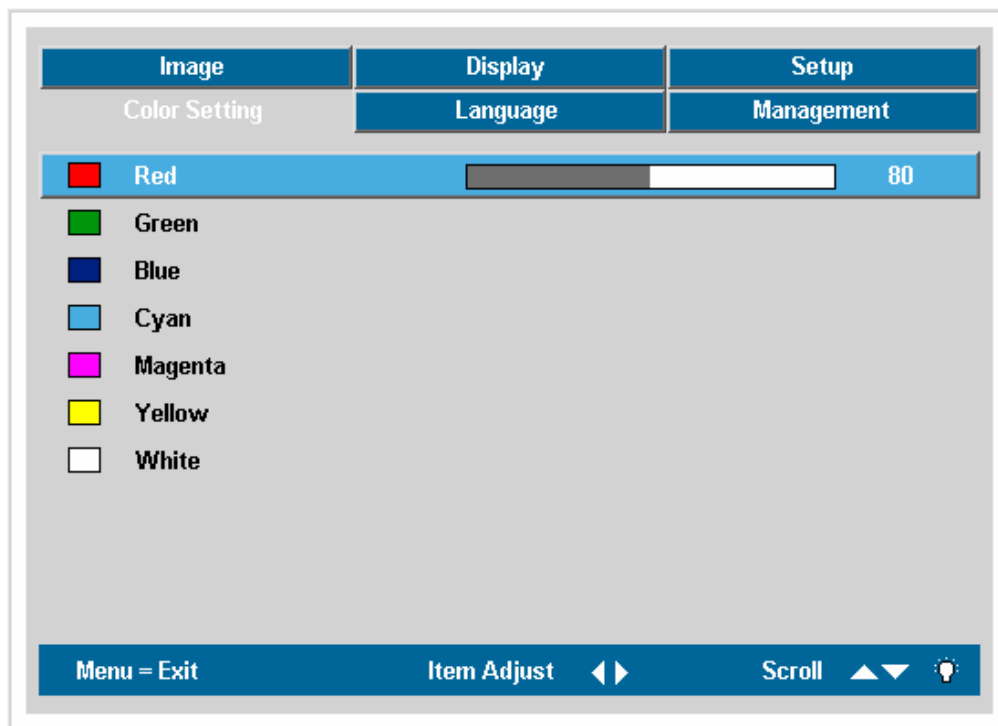 Image Display Setup
Color Setting Language Management
Red 80
Green
Blue
Cyan
Magenta
Yellow
White
Menu = Exit Item Adjust Scroll